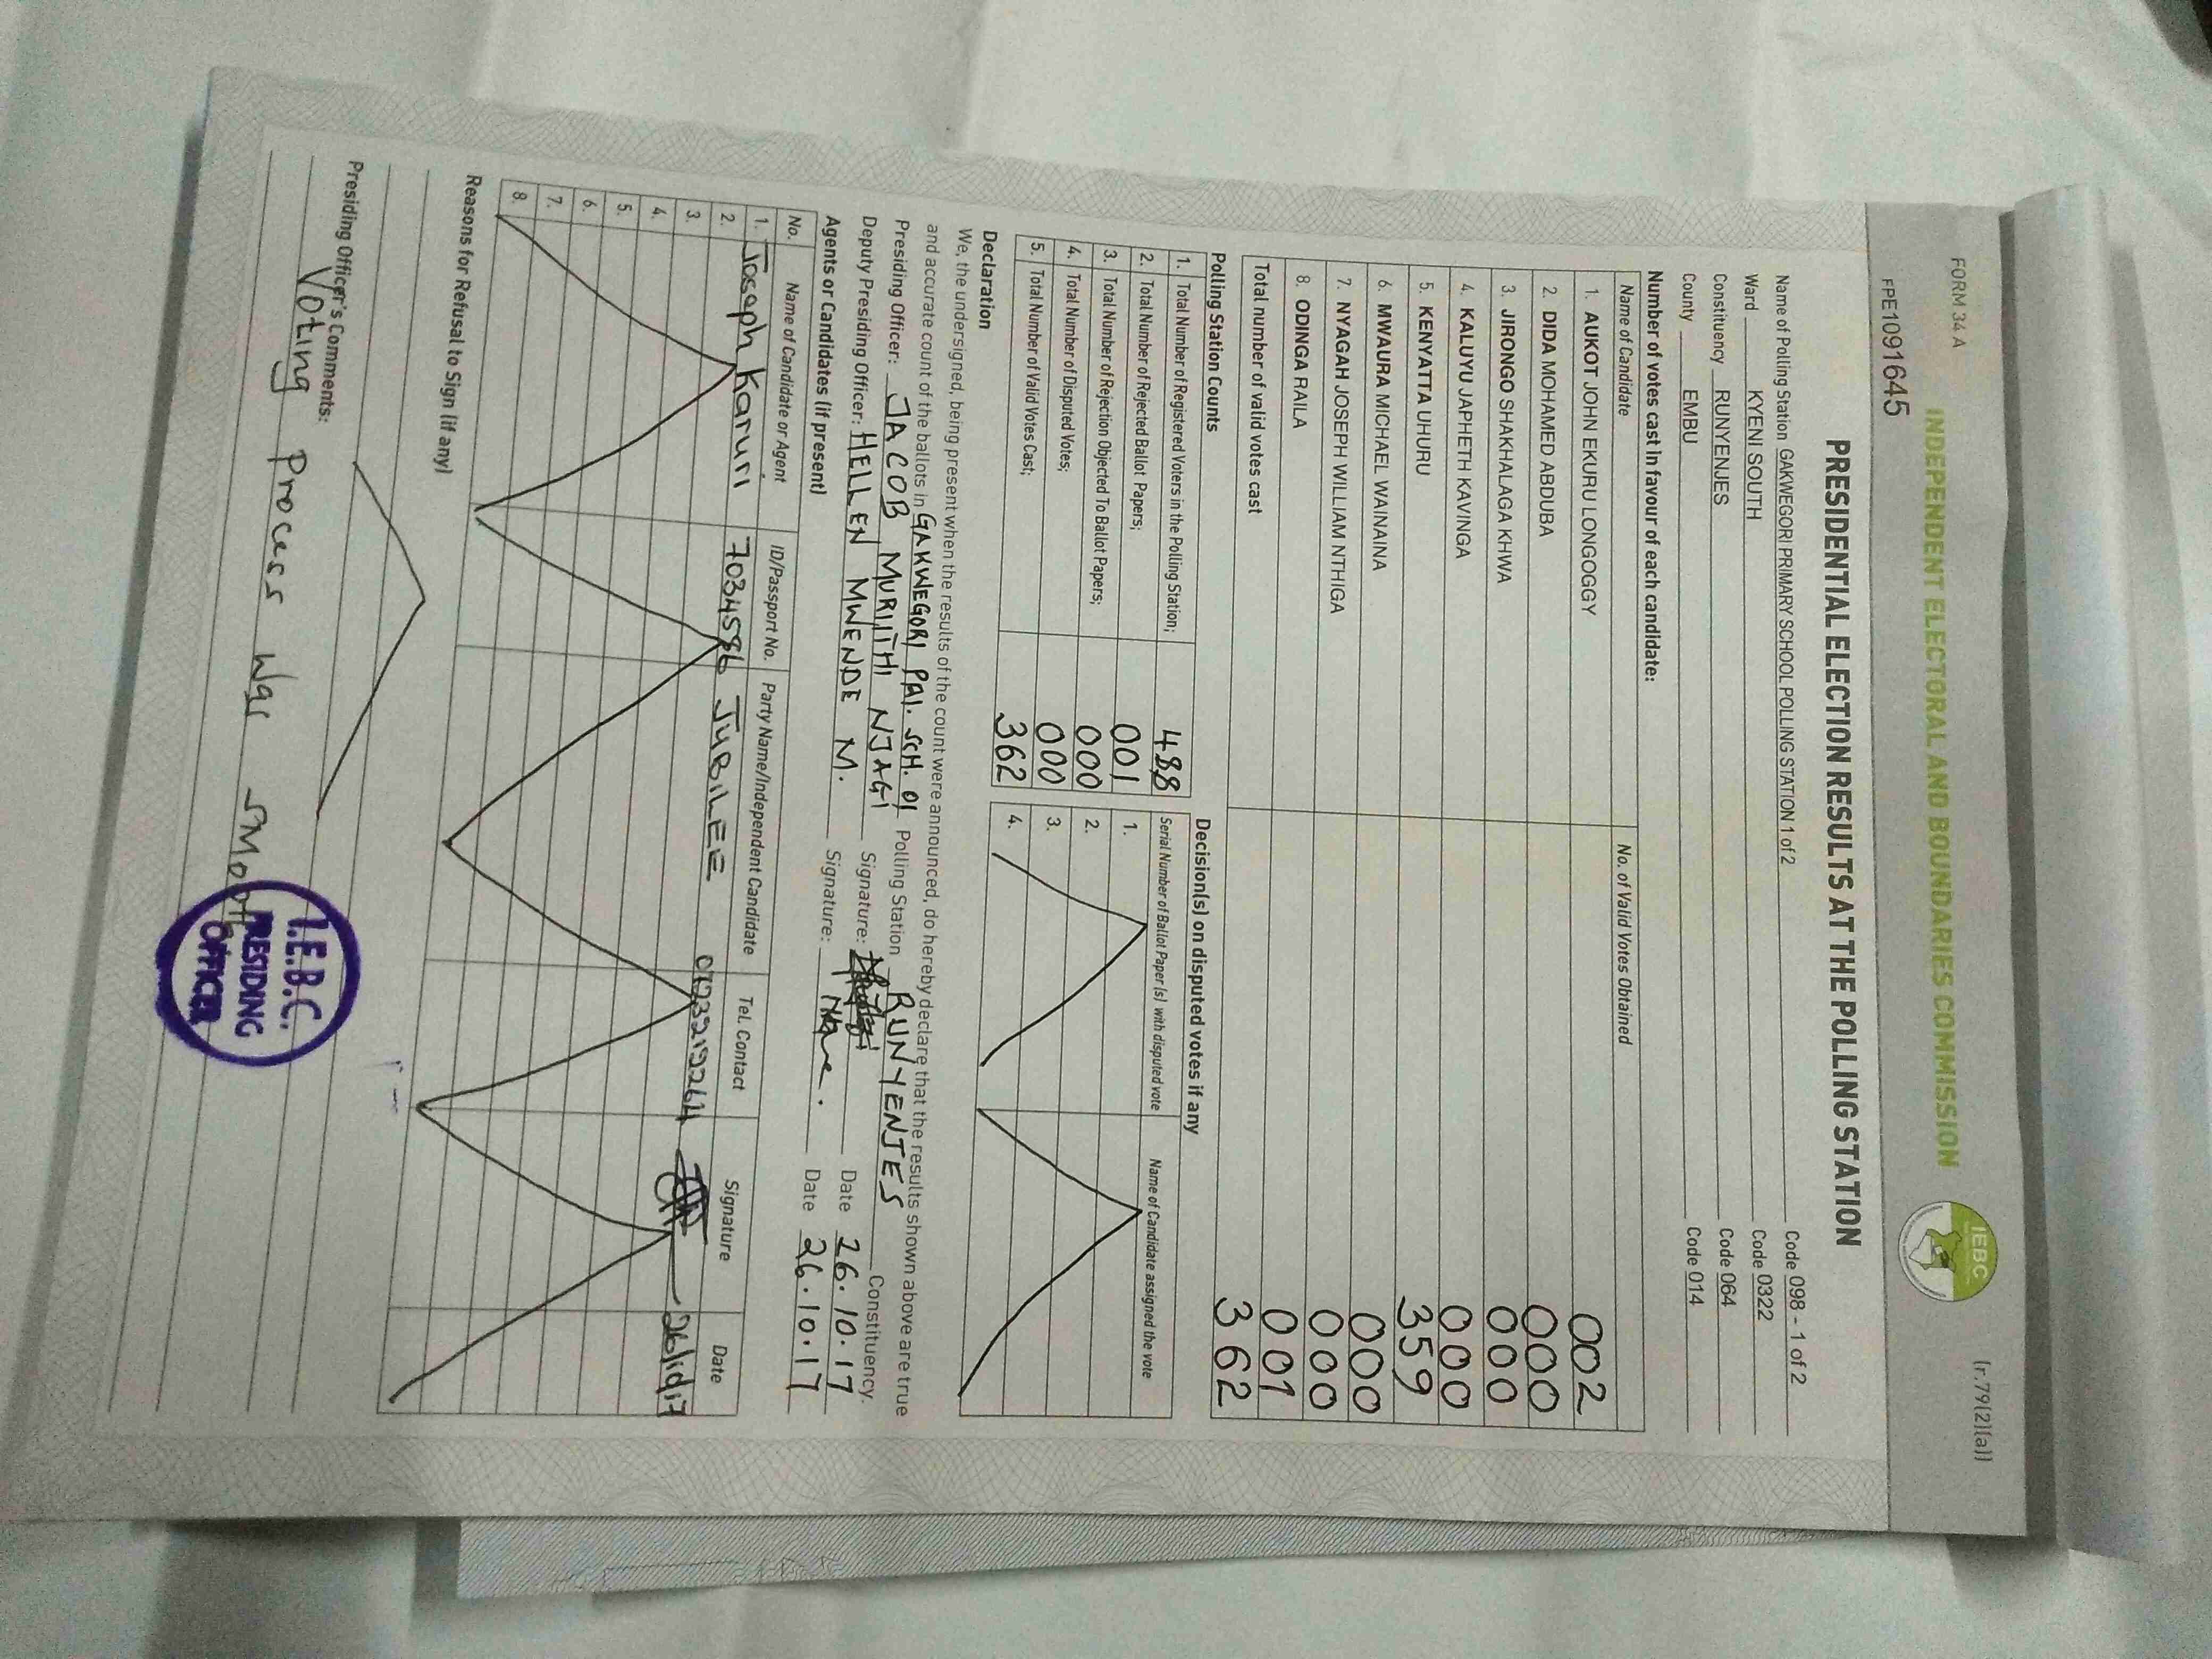 FORM 34 A
(r.79(2)(a))
INDEPENDENT ELECTORAL AND BOUNDARIES COMMISSION
IEBC
FPE1091645
PRESIDENTIAL ELECTION RESULTS AT THE POLLING STATION
Name of Polling Station GAKWEGORI PRIMARY SCHOOL POLLING STATION 1 of 2 Code 098 - 1 of 2
Ward KYENI SOUTH Code 0322
Constituency RUNYENJES Code 064
County EMBU Code 014
Number of votes cast in favour of each candidate:
Name of Candidate No. of Valid Votes Obtained
1. AUKOT JOHN EKURU LONGOGGY 002
2. DIDA MOHAMED ABDUBA 000
3. JIRONGO SHAKHALAGA KHWA 000
4. KALUYU JAPHETH KAVINGA 000
5. KENYATTA UHURU 359
6. MWAURA MICHAEL WAINAINA 000
7. NYAGAH JOSEPH WILLIAM NTHIGA 000
8. ODINGA RAILA 001
Total number of valid votes cast 362
Polling Station Counts
1. Total Number of Registered Voters in the Polling Station; 488
2. Total Number of Rejected Ballot Papers; 001
3. Total Number of Rejection Objected To Ballot Papers; 000
4. Total Number of Disputed Votes; 000
5. Total Number of Valid Votes Cast; 362
Decision(s) on disputed votes if any
Serial Number of Ballot Paper(s) with disputed vote Name of Candidate assigned the vote
1.
2.
3.
4.
Declaration
We, the undersigned, being present when the results of the count were announced, do hereby declare that the results shown above are true
and accurate count of the ballots in GAKWEGORI PRI. SCH. 01 Polling Station RUNYENJES Constituency.
Presiding Officer: JACOB MURIITHI NJAGI Signature: Date 26.10.17
Deputy Presiding Officer: HELLEN MWENDE M. Signature: Date 26.10.17
Agents or Candidates (if present)
No. Name of Candidate or Agent ID/Passport No. Party Name/Independent Candidate Tel. Contact Signature Date
1. Joseph Karuri 7034586 JUBILEE 26/10/17
2.
3.
4.
5.
6.
7.
8.
Reasons for Refusal to Sign (if any)
Presiding Officer's Comments:
Voting Process Was smooth
I.E.B.C.
PRESIDING
OFFICER